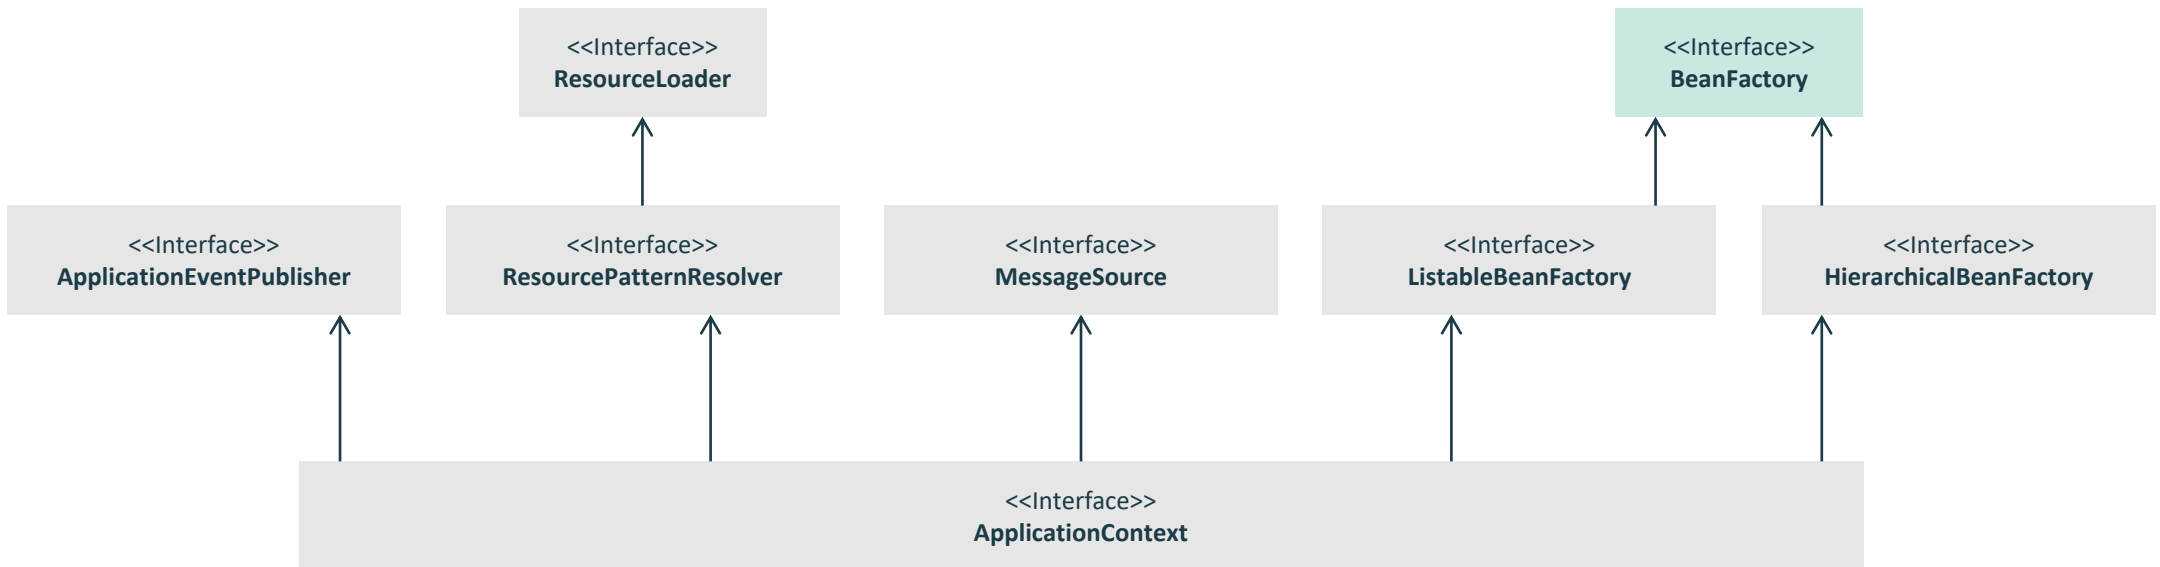 <<Interface>>
ResourceLoader
<<Interface>>
BeanFactory
<<Interface>>
ApplicationEventPublisher
<<Interface>>
ResourcePatternResolver
<<Interface>>
MessageSource
<<Interface>>
ListableBeanFactory
<<Interface>>
HierarchicalBeanFactory
<<Interface>>
ApplicationContext